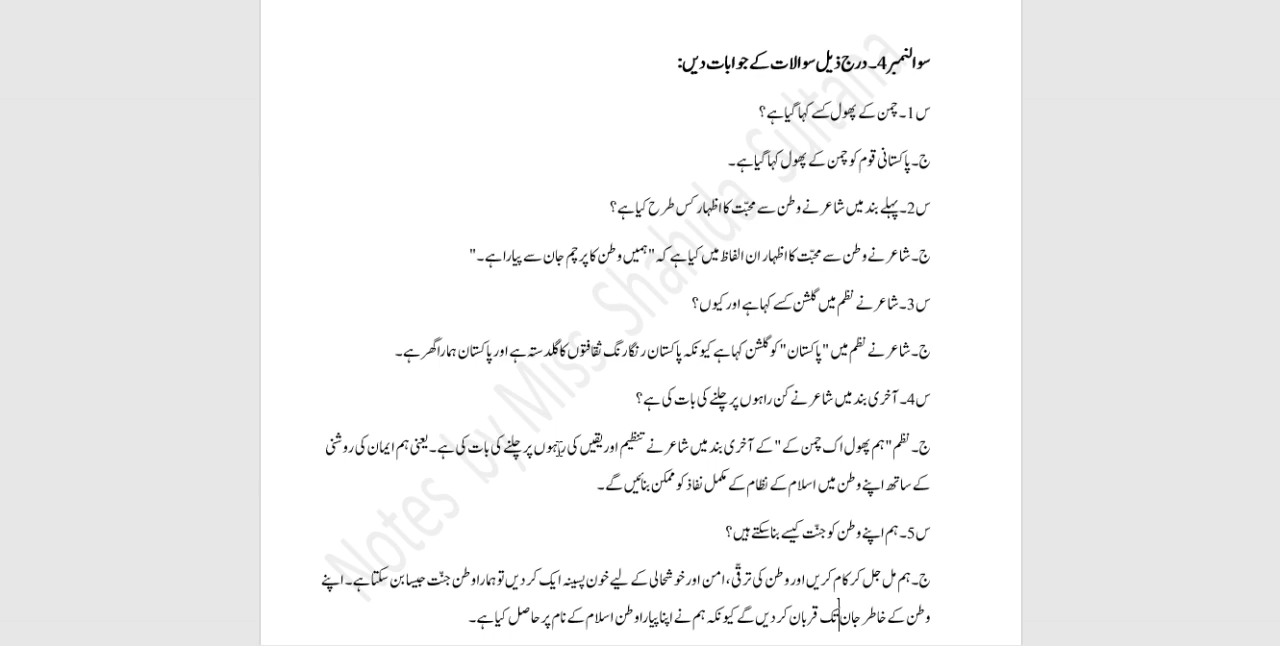 سوالنمبر4۔ درج ذیل سوالات کے جوابات دیں:
س1۔ چمن کے پھول کسے کہا گیا ہے؟
ج۔ پاکستانی قوم کو چمن کے پھول کہا گیا ہے۔
س2۔ پہلے بند میں شاعر نے وطن سے محبّت کا اظہار کس طرح کیا ہے؟
ج۔ شاعر نے وطن سے محبّت کا اظہار ان الفاظ میں کیا ہے کہ "ہمیں وطن کا پرچم جان سے پیارا ہے۔"
س3۔ شاعر نے نظم میں گلشن کسے کہا ہے اور کیوں؟
ج۔ شاعر نے نظم میں "پاکستان" کو گلشن کہا ہے کیونکہ پاکستان رنگا رنگ ثقافتوں کا گلدستہ ہے اور پاکستان ہمارا گھر ہے۔
س4۔ آخری بند میں شاعر نے کن راہوں پر چلنے کی بات کی ہے؟
ج۔ نظم "ہم پھول اک چمن کے" کے آخری بند میں شاعر نے تنظیم اور یقیں کی راہوں پر چلنے کی بات کی ہے۔ یعنی ہم ایمان کی روشنی
کے ساتھ اپنے وطن میں اسلام کے نظام کے مکمل نفاذ کو ممکن بنائیں گے۔
س5۔ ہم اپنے وطن کو جنّت کیسے بنا سکتے ہیں؟
ج۔ ہم مل جل کر کام کریں اور وطن کی ترقّی، امن اور خوشحالی کے لیے خون پسینہ ایک کر دیں تو ہمارا وطن جنّت جیسا بن سکتا ہے۔ اپنے
وطن کے خاطر جان تک قربان کر دیں گے کیونکہ ہم نے اپنا پیارا وطن اسلام کے نام پر حاصل کیا ہے۔
Notes by Miss Shahida Sultana